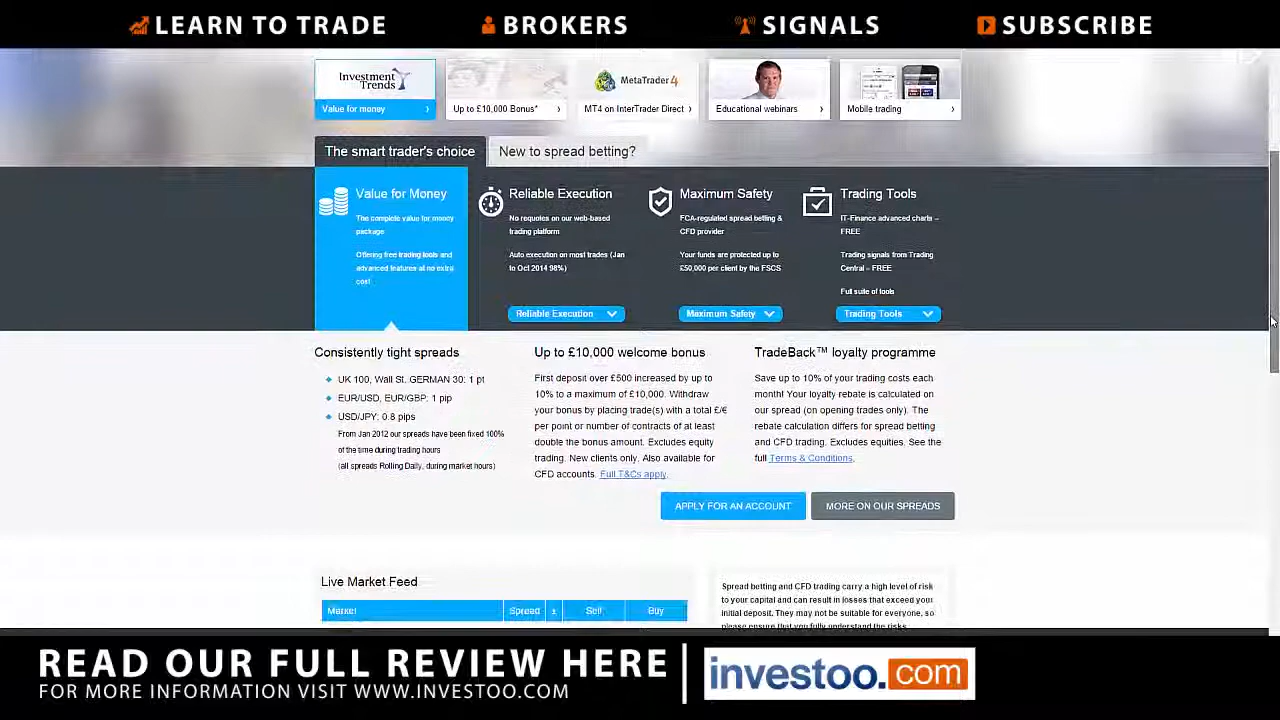 LEARN TO TRADE
BROKERS
SIGNALS
SUBSCRIBE
Investment Trends
MetaTrader 4
Value for money
Up to £10,000 Bonus*
MT4 on InterTrader Direct
Educational webinars
Mobile trading
The smart trader's choice
New to spread betting?
Value for Money
The complete value for money
package
Offering free trading tools and
advanced features at no extra
cost
Reliable Execution
No requotes on our web-based
trading platform
Auto execution on most trades (Jan
to Oct 2014 98%)
Reliable Execution
Maximum Safety
FCA-regulated spread betting &
CFD provider
Your funds are protected up to
£50,000 per client by the FSCS
Maximum Safety
Trading Tools
IT-Finance advanced charts –
FREE
Trading signals from Trading
Central – FREE
Full suite of tools
Trading Tools
Consistently tight spreads
UK 100, Wall St. GERMAN 30: 1 pt
EUR/USD, EUR/GBP: 1 pip
USD/JPY: 0.8 pips
From Jan 2012 our spreads have been fixed 100%
of the time during trading hours
(all spreads Rolling Daily, during market hours)
Up to £10,000 welcome bonus
First deposit over £500 increased by up to
10% to a maximum of £10,000. Withdraw
your bonus by placing trade(s) with a total £/€
per point or number of contracts of at least
double the bonus amount. Excludes equity
trading. New clients only. Also available for
CFD accounts. Full T&Cs apply.
TradeBack™ loyalty programme
Save up to 10% of your trading costs each
month! Your loyalty rebate is calculated on
our spread (on opening trades only). The
rebate calculation differs for spread betting
and CFD trading. Excludes equities. See the
full Terms & Conditions.
APPLY FOR AN ACCOUNT
MORE ON OUR SPREADS
Live Market Feed
Market
Spread
±
Sell
Buy
Spread betting and CFD trading carry a high level of risk
to your capital and can result in losses that exceed your
initial deposit. They may not be suitable for everyone, so
please ensure that you fully understand the risks
READ OUR FULL REVIEW HERE
FOR MORE INFORMATION VISIT WWW.INVESTOO.COM
investoo.com